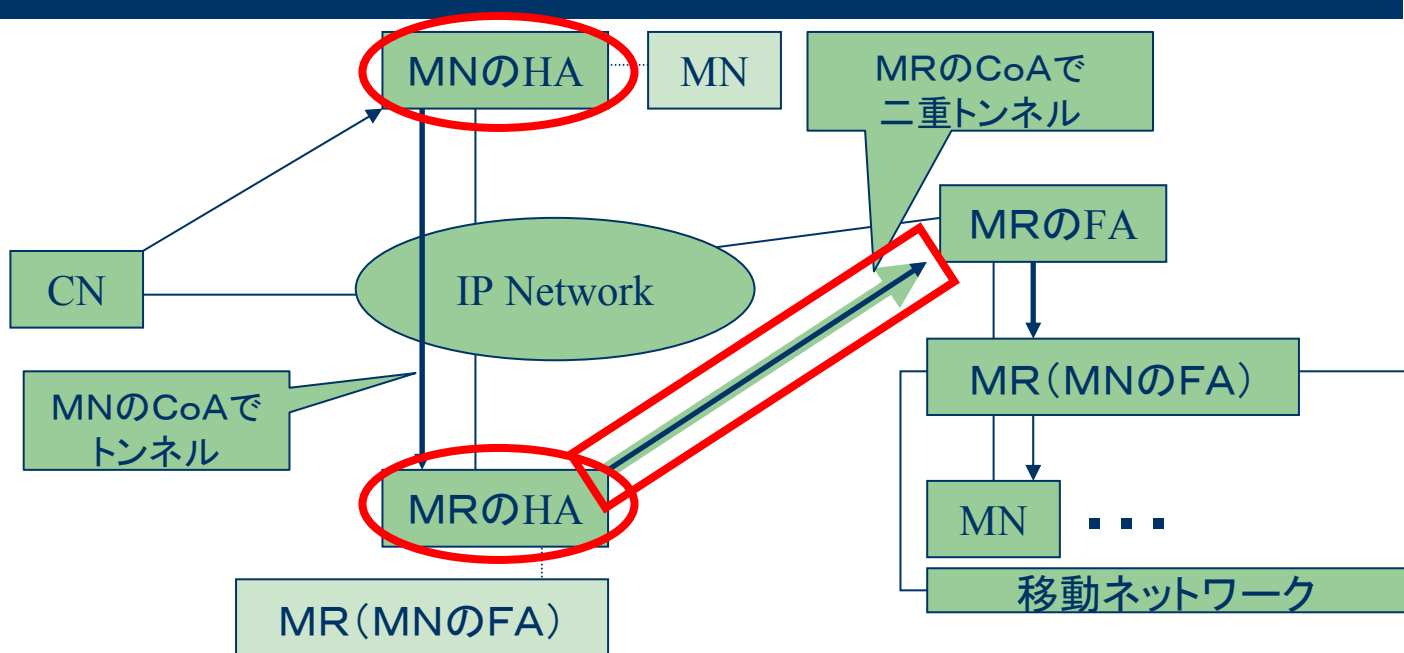 MNのHA
MN
MRのCoAで
二重トンネル
MRのFA
CN
IP Network
MR(MNのFA)
MNのCoAで
トンネル
MRのHA
MN
・・・
移動ネットワーク
MR(MNのFA)